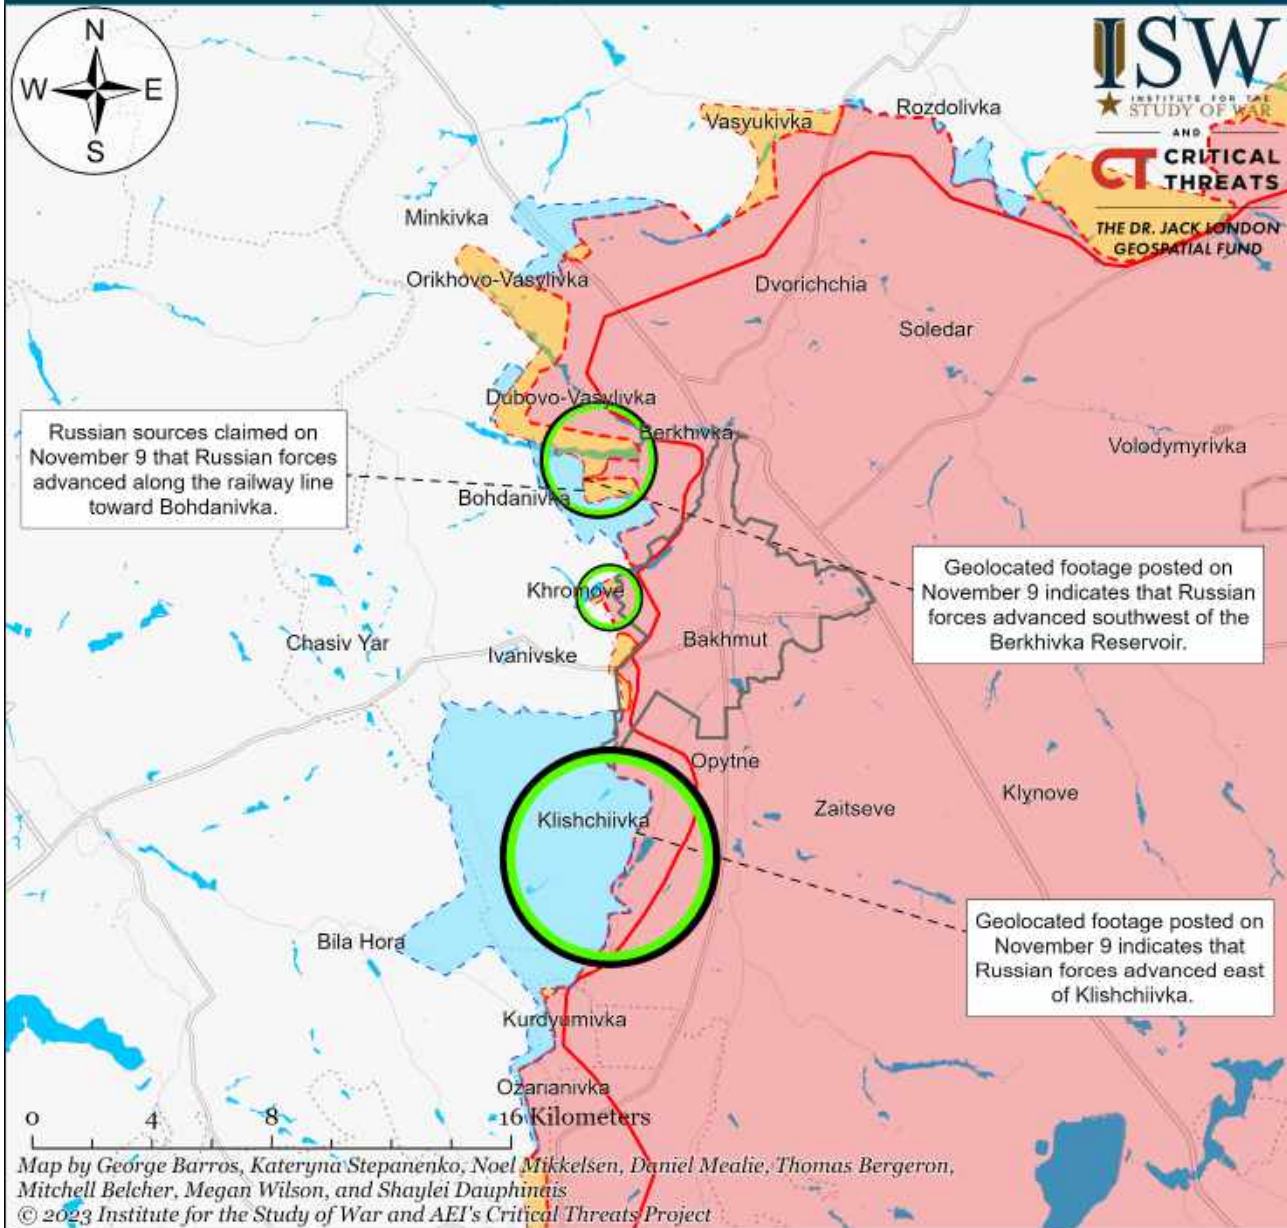 N
W E
S
ISW
INSTITUTE FOR THE
STUDY OF WAR
AND
CT CRITICAL
THREATS
THE DR. JACK LONDON
GEOSPATIAL FUND
Rozdolivka
Vasyukivka
Minkivka
Orikhovo-Vasylivka
Dvorichchia
Soledar
Dubovo-Vasylivka
Berkhivka
Volodymyrivka
Russian sources claimed on
November 9 that Russian forces
advanced along the railway line
toward Bohdanivka.
Bohdanivka
Geolocated footage posted on
November 9 indicates that Russian
forces advanced southwest of the
Berkhivka Reservoir.
Khromove
Chasiv Yar
Ivanivske
Bakhmut
Opytne
Klynove
Zaitseve
Klishchiivka
Geolocated footage posted on
November 9 indicates that
Russian forces advanced east
of Klishchiivka.
Bila Hora
Kurdyumivka
Ozarianivka
0 4 8 16 Kilometers
Map by George Barros, Kateryna Stepanenko, Noel Mikkelsen, Daniel Mealie, Thomas Bergeron,
Mitchell Belcher, Megan Wilson, and Shaylei Dauphinais
© 2023 Institute for the Study of War and AEI's Critical Threats Project